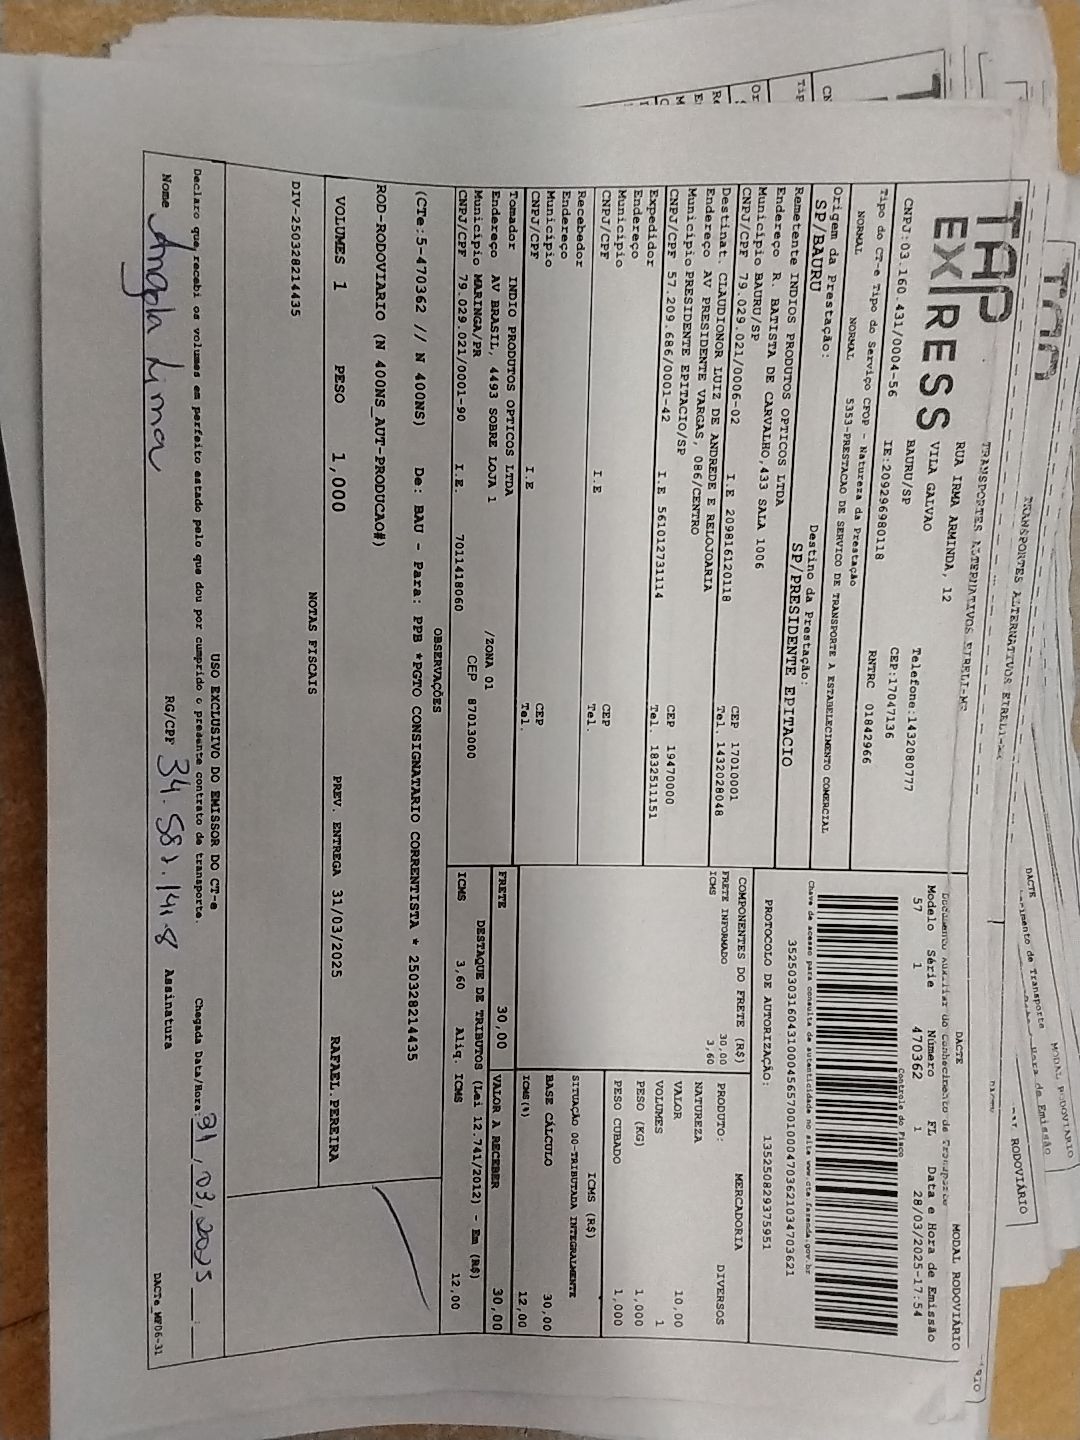 TAP
EXPRESS
TRANSPORTES ALTERNATIVOS EIRELI-ME
RUA IRMA ARMINDA, 12
VILA GALVAO
BAURU/SP
Telefone:1432080777
CEP:17047136
CNPJ:03.160.431/0004-56 IE:209296980118 RNTRC 01842966
Tipo do CT-e Tipo do Serviço CFOP - Natureza da Prestação
NORMAL NORMAL 5353-PRESTACAO DE SERVICO DE TRANSPORTE A ESTABELECIMENTO COMERCIAL
Origem da Prestação: Destino da Prestação:
SP/BAURU SP/PRESIDENTE EPITACIO
Remetente INDIOS PRODUTOS OPTICOS LTDA
Endereço R. BATISTA DE CARVALHO,433 SALA 1006
Municipio BAURU/SP CEP 17010001
CNPJ/CPF 79.029.021/0006-02 I.E 209816120118 Tel. 1432028048
Destinat. CLAUDIONOR LUIZ DE ANDREDE E RELOJOARIA
Endereço AV PRESIDENTE VARGAS, 086/CENTRO
Municipio PRESIDENTE EPITACIO/SP CEP 19470000
CNPJ/CPF 57.209.686/0001-42 I.E 561012731114 Tel. 1832511151
Expedidor
Endereço
Municipio CEP
CNPJ/CPF I.E Tel.
Recebedor
Endereço
Municipio CEP
CNPJ/CPF I.E Tel.
Tomador INDIO PRODUTOS OPTICOS LTDA
Endereço AV BRASIL, 4493 SOBRE LOJA 1 /ZONA 01
Municipio MARINGA/PR CEP 87013000
CNPJ/CPF 79.029.021/0001-90 I.E. 7011418060
DACTE MODAL RODOVIÁRIO
Documento Auxiliar do Conhecimento de Transporte
Modelo Série Número FL Data e Hora de Emissão
57 1 470362 1 28/03/2025-17:54
Controle do Fisco
Chave de acesso para consulta de autenticidade no site www.cte.fazenda.gov.br
35250303160431000456570010004703621034703621
PROTOCOLO DE AUTORIZAÇÃO: 135250829375951
COMPONENTES DO FRETE (R$)
FRETE INFORMADO 30,00
ICMS 3,60
MERCADORIA
PRODUTO: DIVERSOS
NATUREZA
VALOR 10,00
VOLUMES 1
PESO (KG) 1,000
PESO CUBADO 1,000
ICMS (R$)
SITUAÇÃO 00-TRIBUTADA INTEGRALMENTE
BASE CÁLCULO 30,00
ICMS(%) 12,00
FRETE 30,00 VALOR A RECEBER 30,00
DESTAQUE DE TRIBUTOS (Lei 12.741/2012) - Em (R$)
ICMS 3,60 Aliq. ICMS 12,00
OBSERVAÇÕES
(CTe:5-470362 // N 400NS) De: BAU - Para: PPB *PGTO CONSIGNATARIO CORRENTISTA * 250328214435
ROD-RODOVIARIO (N 400NS_AUT-PRODUCAO#)
VOLUMES 1 PESO 1,000 PREV. ENTREGA 31/03/2025 RAFAEL.PEREIRA
NOTAS FISCAIS
DIV-250328214435
USO EXCLUSIVO DO EMISSOR DO CT-e
Declaro que recebi os volumes em perfeito estado pelo que dou por cumprido o presente contrato de transporte. Chegada Data/Hora 31,03,2025
Nome Angela Lima RG/CPF Assinatura
DACTe_MF06-31
TRANSPORTES ALTERNATIVOS EIRELI-ME
DACTE
MODAL RODOVIÁRIO